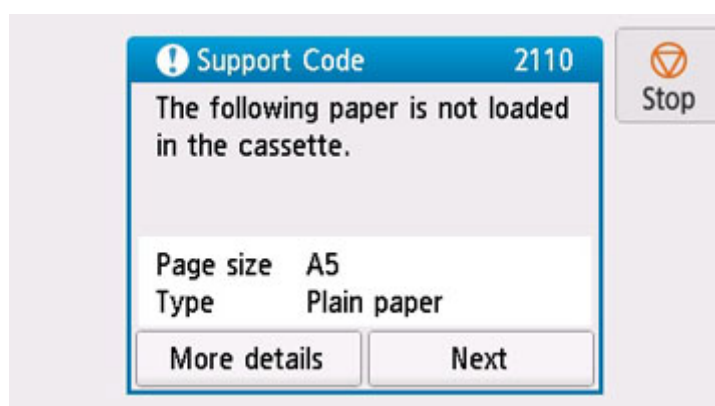 Support Code 2110
Stop
The following paper is not loaded
in the cassette.
Page size A5
Type Plain paper
More details Next